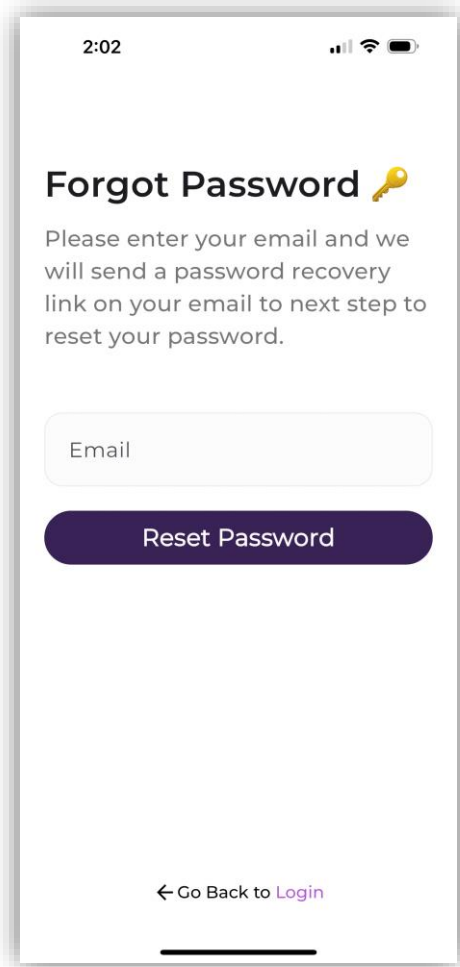 2:02
Forgot Password 🔑
Please enter your email and we
will send a password recovery
link on your email to next step to
reset your password.
Email
Reset Password
← Go Back to Login